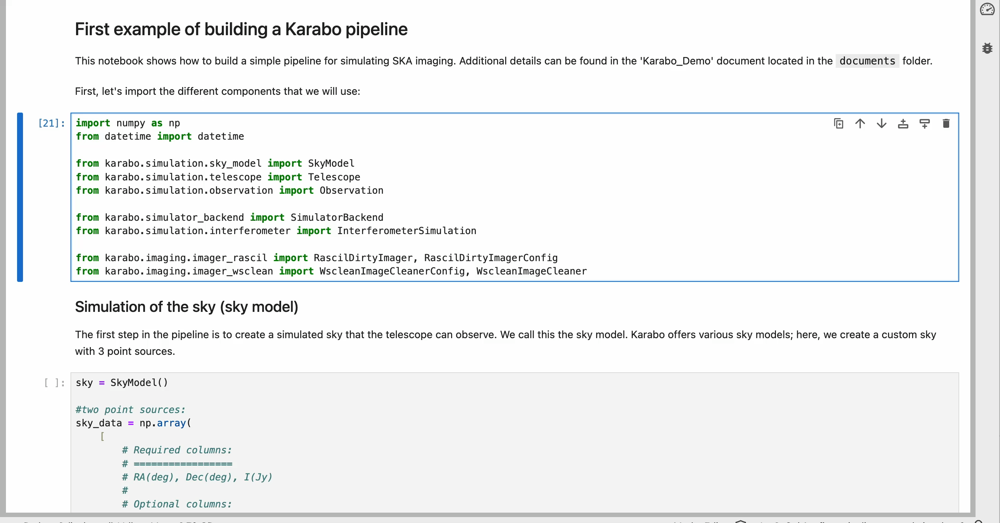 First example of building a Karabo pipeline
This notebook shows how to build a simple pipeline for simulating SKA imaging. Additional details can be found in the 'Karabo_Demo' document located in the documents folder.
First, let's import the different components that we will use:
[21]: import numpy as np
from datetime import datetime
from karabo.simulation.sky_model import SkyModel
from karabo.simulation.telescope import Telescope
from karabo.simulation.observation import Observation
from karabo.simulator_backend import SimulatorBackend
from karabo.simulation.interferometer import InterferometerSimulation
from karabo.imaging.imager_rascil import RascilDirtyImager, RascilDirtyImagerConfig
from karabo.imaging.imager_wsclean import WscleanImageCleanerConfig, WscleanImageCleaner
Simulation of the sky (sky model)
The first step in the pipeline is to create a simulated sky that the telescope can observe. We call this the sky model. Karabo offers various sky models; here, we create a custom sky
with 3 point sources.
[ ]: sky = SkyModel()
#two point sources:
sky_data = np.array(
[
# Required columns:
# =================
# RA(deg), Dec(deg), I(Jy)
#
# Optional columns: